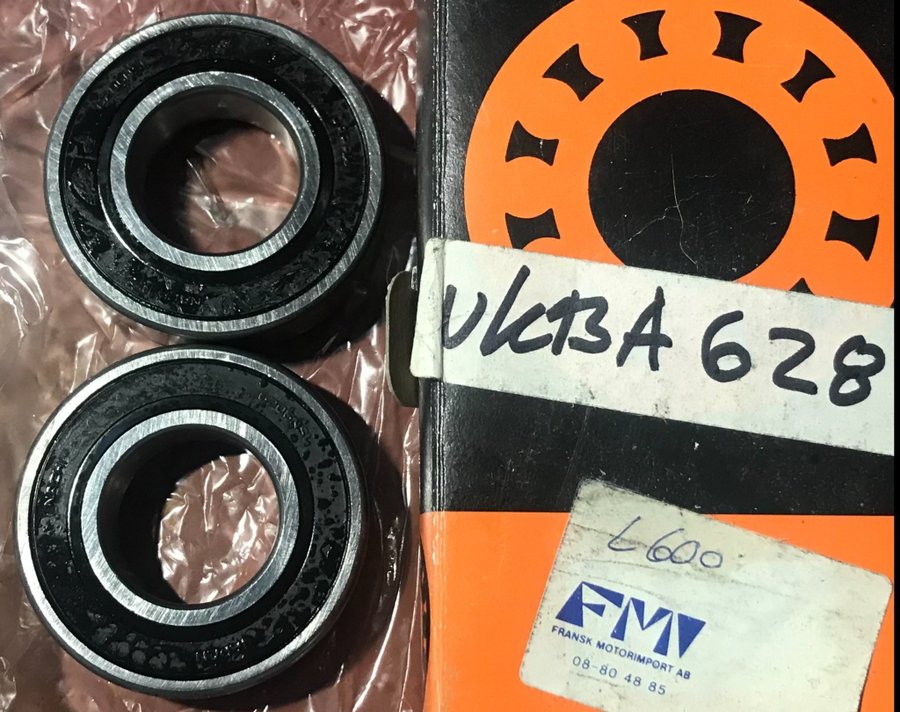 VKBA 628
L600
FMI
FRANSK MOTORIMPORT AB
08-80 48 85